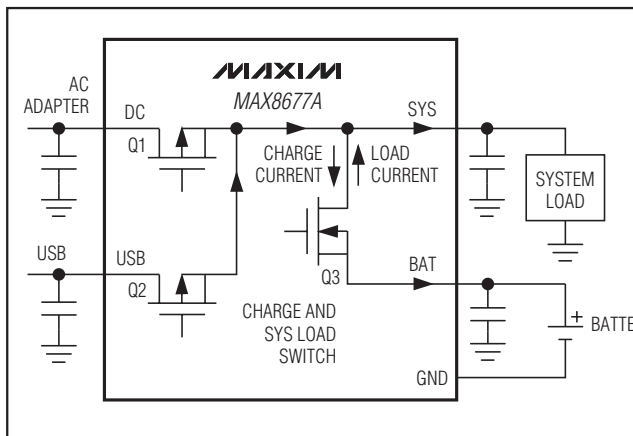 MAXIM
MAX8677A
AC
ADAPTER
DC
Q1
SYS
CHARGE
CURRENT
LOAD
CURRENT
SYSTEM
LOAD
USB
USB
Q2
Q3
BAT
CHARGE AND
SYS LOAD
SWITCH
+
BATTE
GND